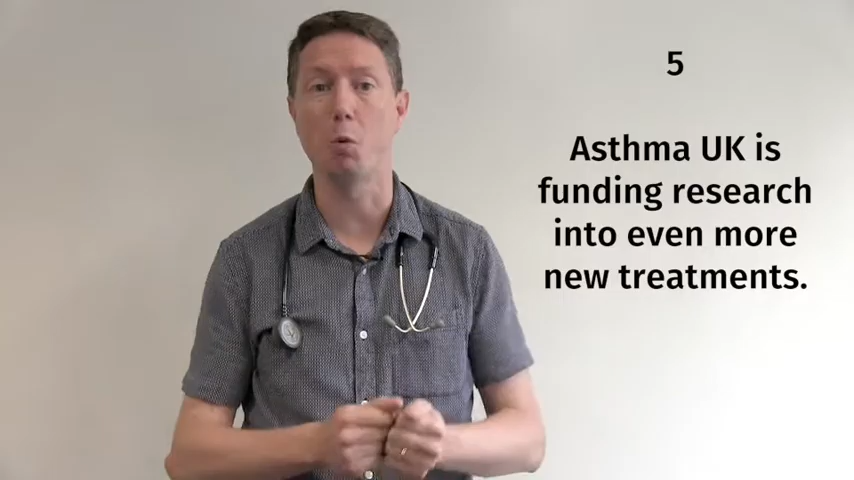 5
Asthma UK is
funding research
into even more
new treatments.